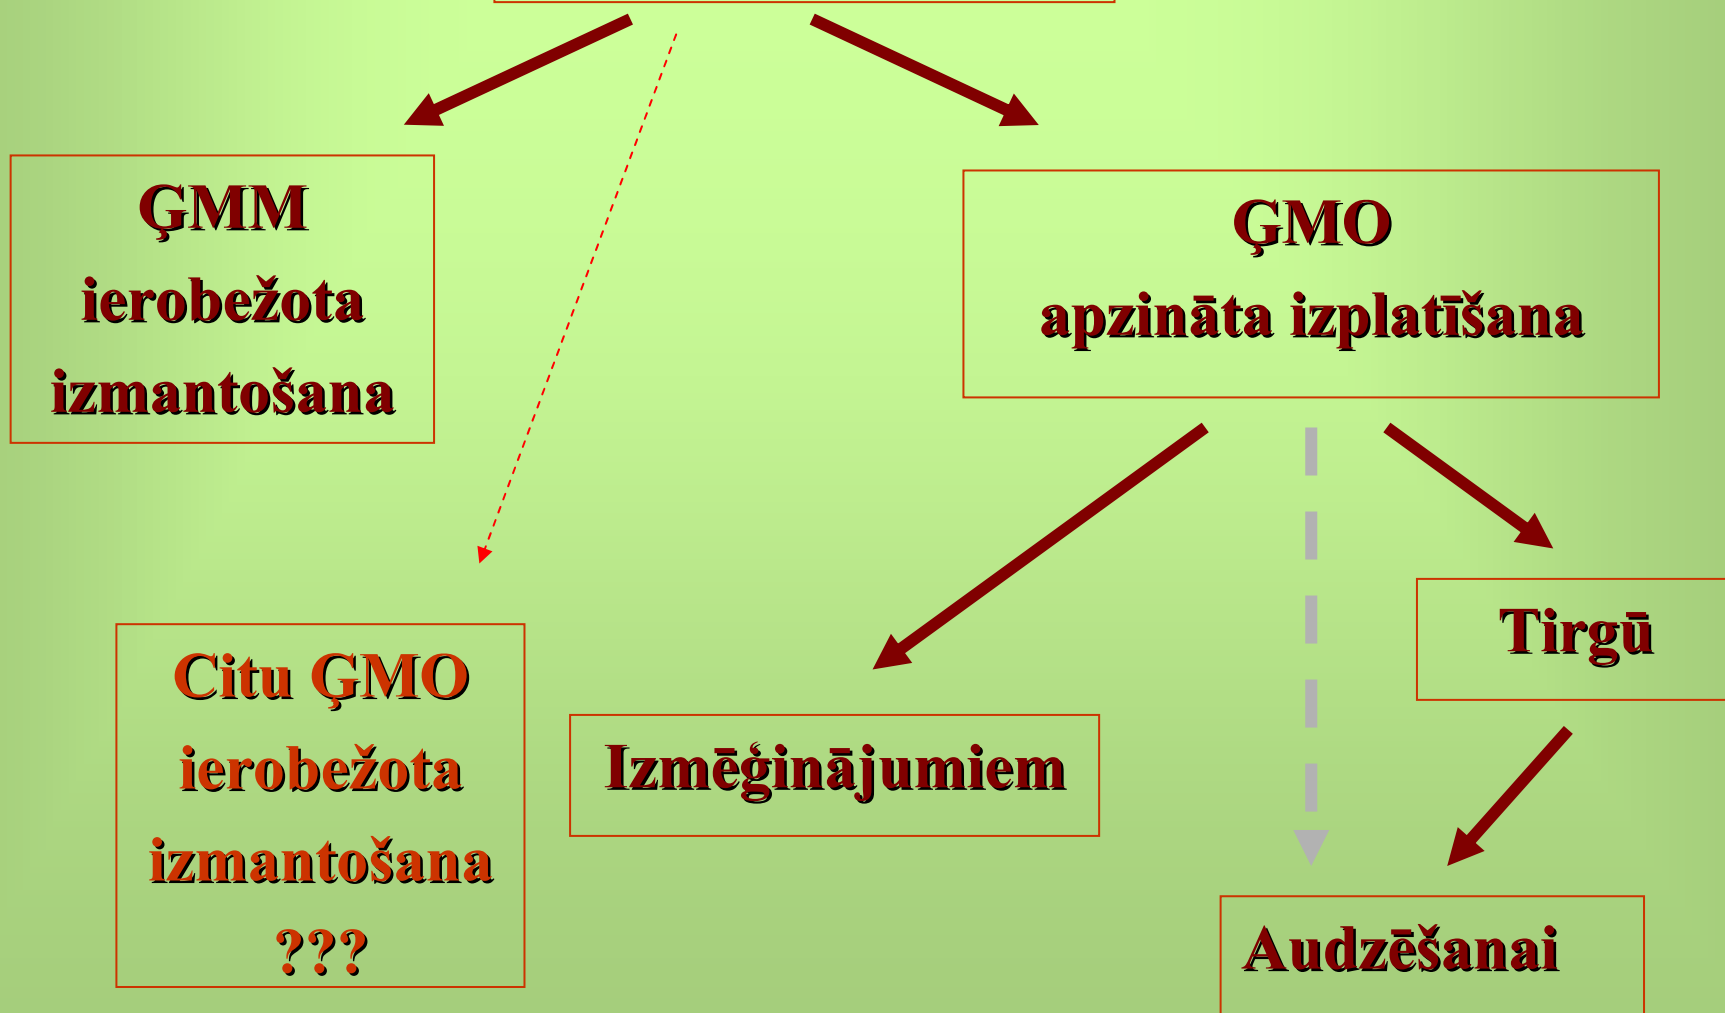 ĢMM
ierobežota
izmantošana
ĢMO
apzināta izplatīšana
Tirgū
Citu ĢMO
ierobežota
izmantošana
???
Izmēģinājumiem
Audzēšanai